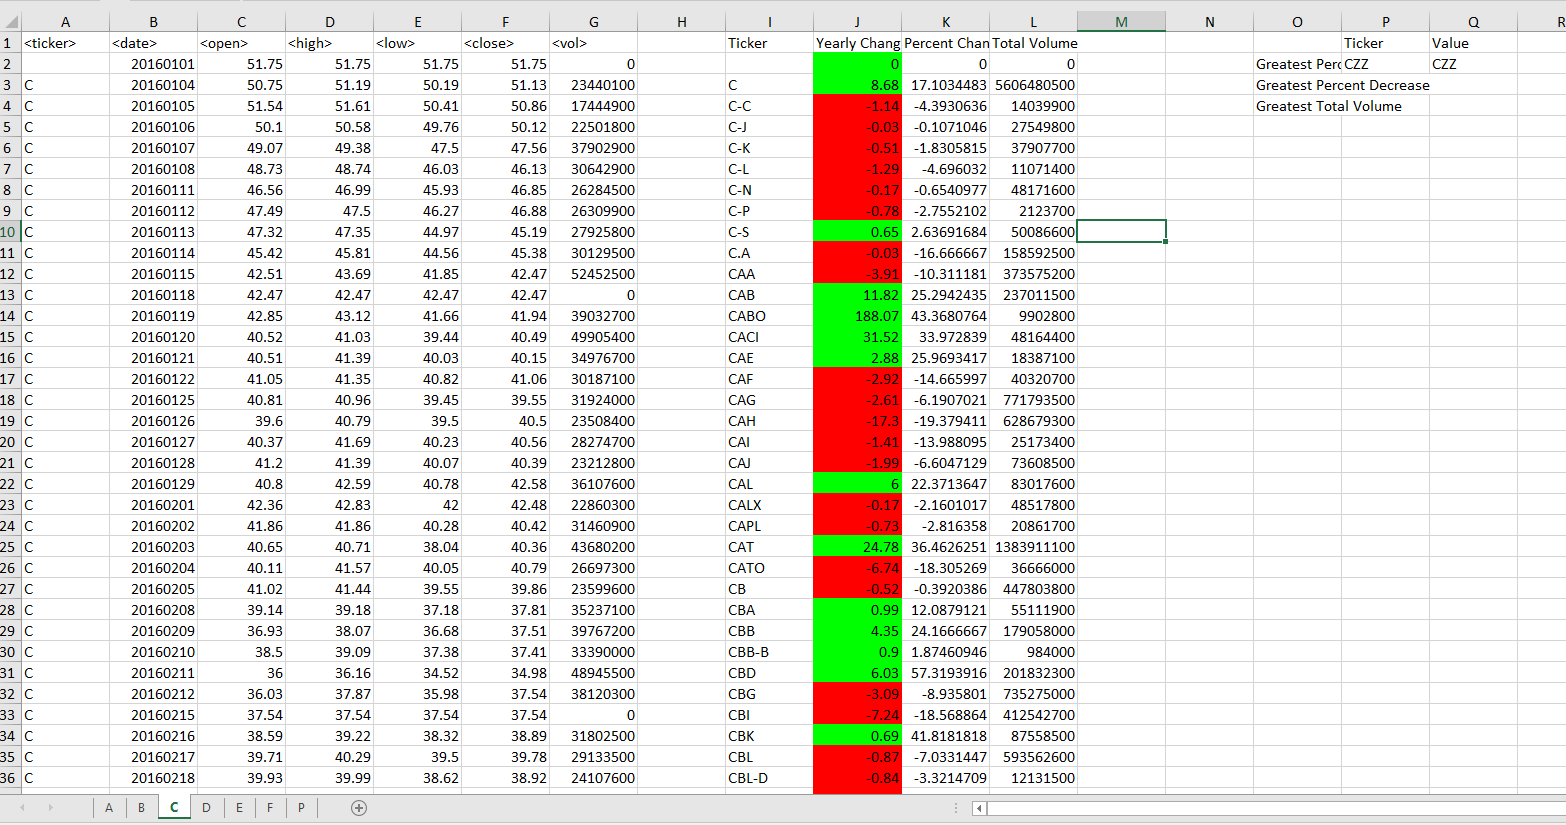 A B C D E F G H I J K L M N O P Q R
1 <ticker> <date> <open> <high> <low> <close> <vol> Ticker Yearly Chang Percent Chan Total Volume Ticker Value
2 20160101 51.75 51.75 51.75 51.75 0 0 0 0 Greatest Perc CZZ CZZ
3 C 20160104 50.75 51.19 50.19 51.13 23440100 C 8.68 17.1034483 5606480500 Greatest Percent Decrease
4 C 20160105 51.54 51.61 50.41 50.86 17444900 C-C -1.14 -4.3930636 14039900 Greatest Total Volume
5 C 20160106 50.1 50.58 49.76 50.12 22501800 C-J -0.03 -0.1071046 27549800
6 C 20160107 49.07 49.38 47.5 47.56 37902900 C-K -0.51 -1.8305815 37907700
7 C 20160108 48.73 48.74 46.03 46.13 30642900 C-L -1.29 -4.696032 11071400
8 C 20160111 46.56 46.99 45.93 46.85 26284500 C-N -0.17 -0.6540977 48171600
9 C 20160112 47.49 47.5 46.27 46.88 26309900 C-P -0.78 -2.7552102 2123700
10 C 20160113 47.32 47.35 44.97 45.19 27925800 C-S 0.65 2.63691684 50086600
11 C 20160114 45.42 45.81 44.56 45.38 30129500 C.A -0.03 -16.666667 158592500
12 C 20160115 42.51 43.69 41.85 42.47 52452500 CAA -3.91 -10.311181 373575200
13 C 20160118 42.47 42.47 42.47 42.47 0 CAB 11.82 25.2942435 237011500
14 C 20160119 42.85 43.12 41.66 41.94 39032700 CABO 188.07 43.3680764 9902800
15 C 20160120 40.52 41.03 39.44 40.49 49905400 CACI 31.52 33.972839 48164400
16 C 20160121 40.51 41.39 40.03 40.15 34976700 CAE 2.88 25.9693417 18387100
17 C 20160122 41.05 41.35 40.82 41.06 30187100 CAF -2.92 -14.665997 40320700
18 C 20160125 40.81 40.96 39.45 39.55 31924000 CAG -2.61 -6.1907021 771793500
19 C 20160126 39.6 40.79 39.5 40.5 23508400 CAH -17.3 -19.379411 628679300
20 C 20160127 40.37 41.69 40.23 40.56 28274700 CAI -1.41 -13.988095 25173400
21 C 20160128 41.2 41.39 40.07 40.39 23212800 CAJ -1.99 -6.6047129 73608500
22 C 20160129 40.8 42.59 40.78 42.58 36107600 CAL 6 22.3713647 83017600
23 C 20160201 42.36 42.83 42 42.48 22860300 CALX -0.17 -2.1601017 48517800
24 C 20160202 41.86 41.86 40.28 40.42 31460900 CAPL -0.73 -2.816358 20861700
25 C 20160203 40.65 40.71 38.04 40.36 43680200 CAT 24.78 36.4626251 1383911100
26 C 20160204 40.11 41.57 40.05 40.79 26697300 CATO -6.74 -18.305269 36666000
27 C 20160205 41.02 41.44 39.55 39.86 23599600 CB -0.52 -0.3920386 447803800
28 C 20160208 39.14 39.18 37.18 37.81 35237100 CBA 0.99 12.0879121 55111900
29 C 20160209 36.93 38.07 36.68 37.51 39767200 CBB 4.35 24.1666667 179058000
30 C 20160210 38.5 39.09 37.38 37.41 33390000 CBB-B 0.9 1.87460946 984000
31 C 20160211 36 36.16 34.52 34.98 48945500 CBD 6.03 57.3193916 201832300
32 C 20160212 36.03 37.87 35.98 37.54 38120300 CBG -3.09 -8.935801 735275000
33 C 20160215 37.54 37.54 37.54 37.54 0 CBI -7.24 -18.568864 412542700
34 C 20160216 38.59 39.22 38.32 38.89 31802500 CBK 0.69 41.8181818 87558500
35 C 20160217 39.71 40.29 39.5 39.78 29133500 CBL -0.87 -7.0331447 593562600
36 C 20160218 39.93 39.99 38.62 38.92 24107600 CBL-D -0.84 -3.3214709 12131500
A B C D E F P